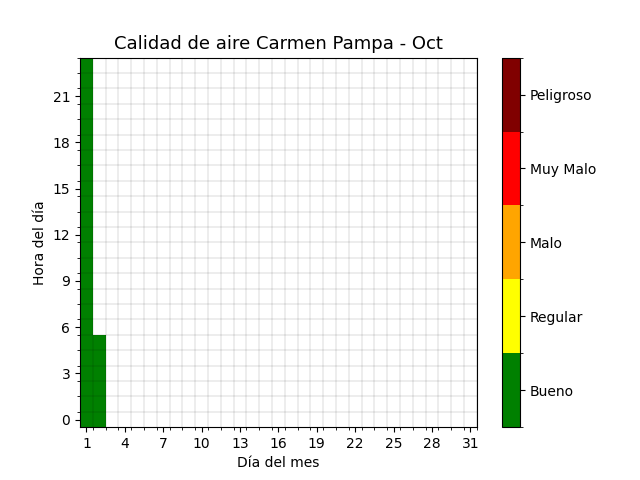 Calidad de aire Carmen Pampa - Oct
Hora del día
21
18
15
12
9
6
3
0
1 4 7 10 13 16 19 22 25 28 31
Día del mes
Peligroso
Muy Malo
Malo
Regular
Bueno